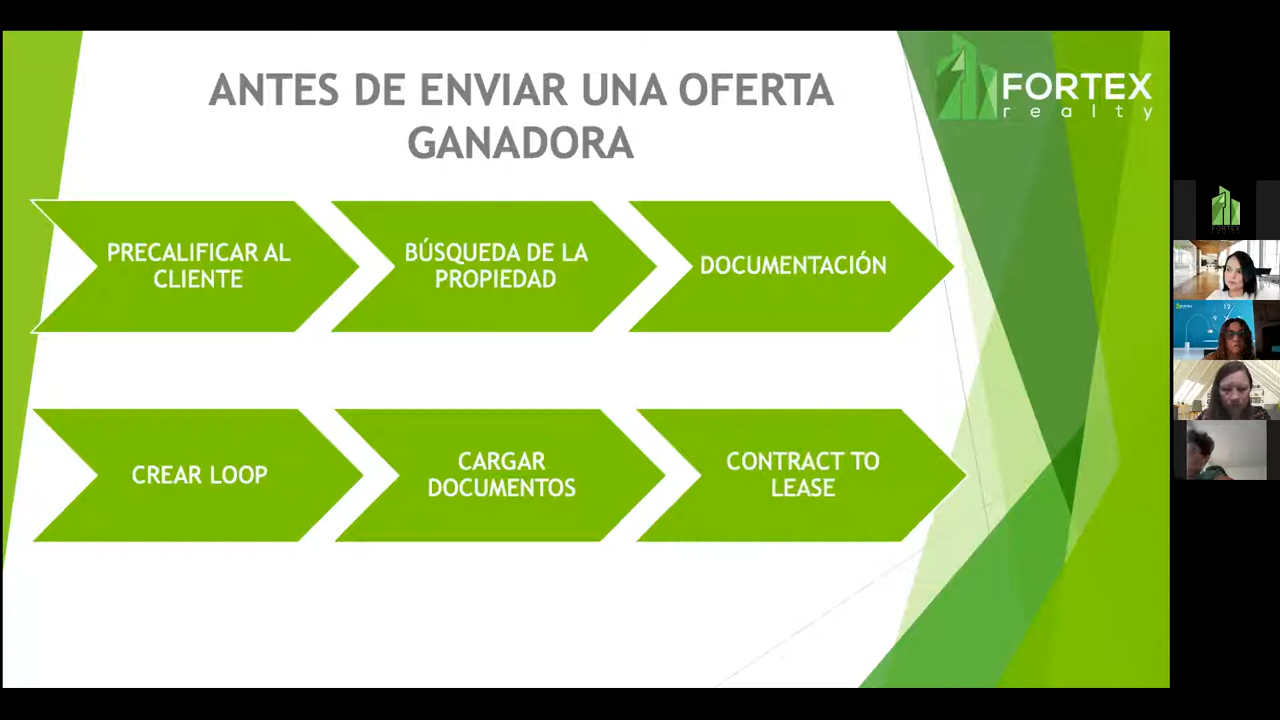 ANTES DE ENVIAR UNA OFERTA
GANADORA
FORTEX
realty
PRECALIFICAR AL
CLIENTE
BÚSQUEDA DE LA
PROPIEDAD
DOCUMENTACIÓN
CREAR LOOP
CARGAR
DOCUMENTOS
CONTRACT TO
LEASE
FORTEX